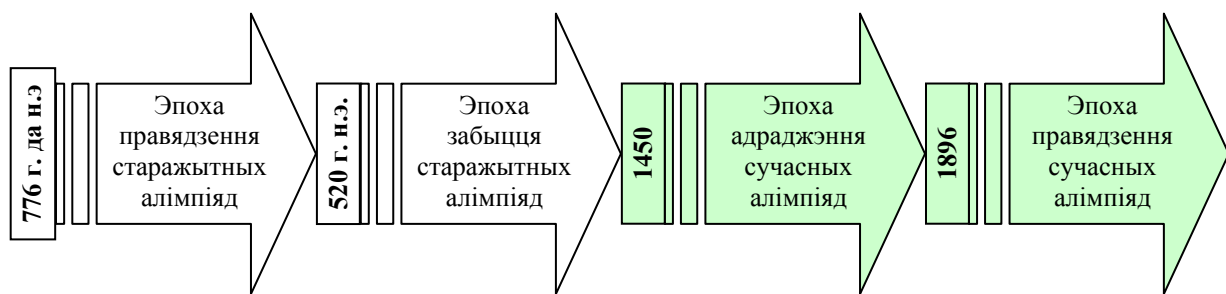 776 г. да н.э
Эпоха
правядзення
старажытных
алімпіяд
520 г. н.э.
Эпоха
забыцця
старажытных
алімпіяд
1450
Эпоха
адраджэння
сучасных
алімпіяд
1896
Эпоха
правядзення
сучасных
алімпіяд